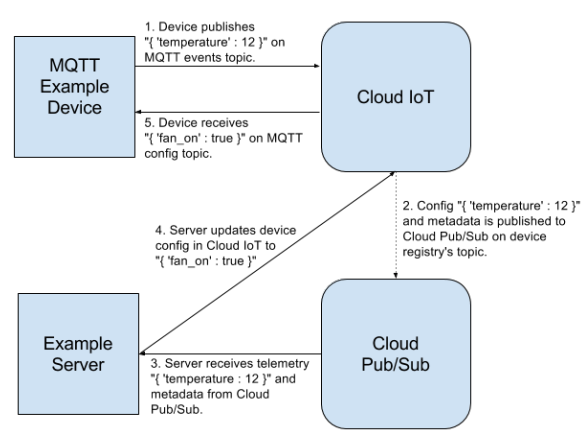 1. Device publishes
"{ 'temperature' : 12 }" on
MQTT events topic.
MQTT
Example
Device
Cloud IoT
5. Device receives
"{ 'fan_on' : true }" on MQTT
config topic.
2. Config "{ 'temperature' : 12 }"
and metadata is published to
Cloud Pub/Sub on device
registry's topic.
4. Server updates device
config in Cloud IoT to
"{ 'fan_on' : true }"
Example
Server
Cloud
Pub/Sub
3. Server receives telemetry
"{ 'temperature : 12 }" and
metadata from Cloud
Pub/Sub.